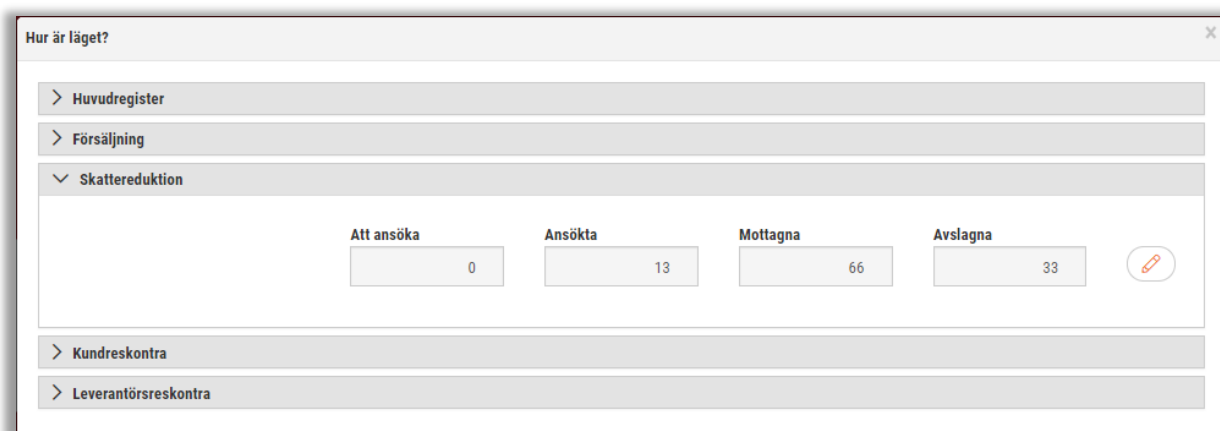 Hur är läget?
Huvudregister
Försäljning
Skattereduktion
Att ansöka Ansökta Mottagna Avslagna
0 13 66 33
Kundreskontra
Leverantörsreskontra